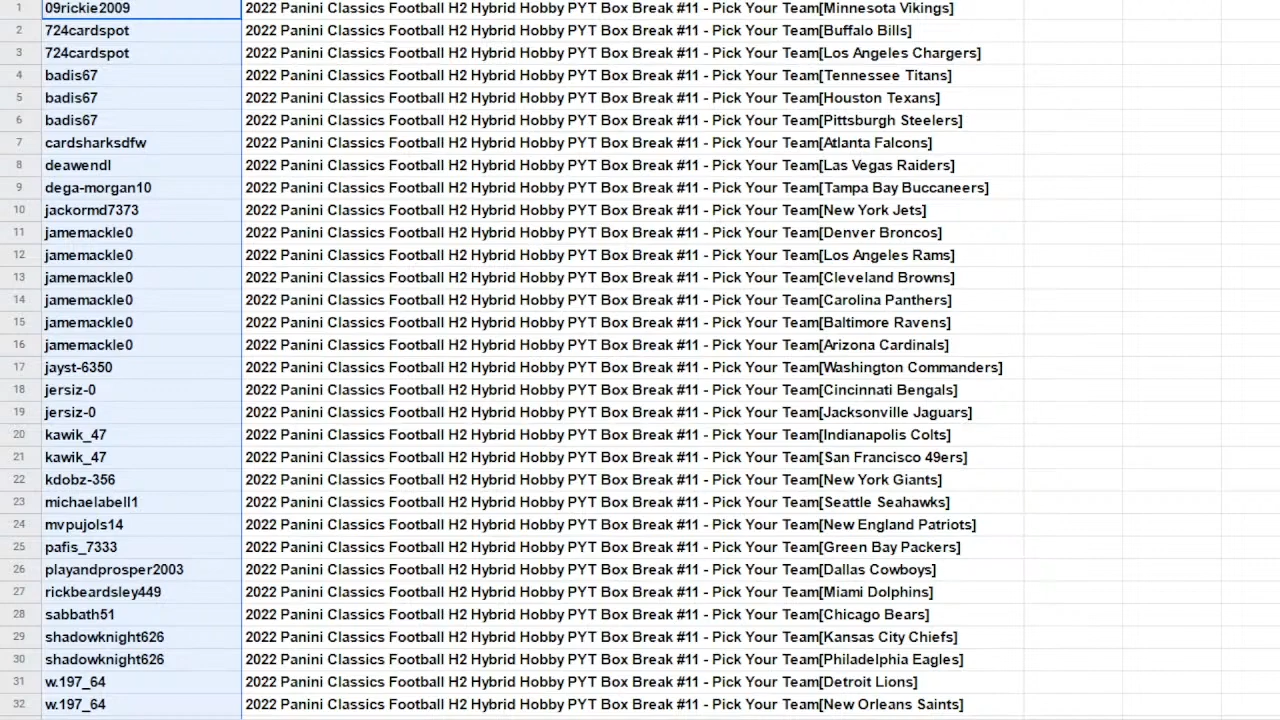 1 09rickie2009 2022 Panini Classics Football H2 Hybrid Hobby PYT Box Break #11 - Pick Your Team[Minnesota Vikings]
2 724cardspot 2022 Panini Classics Football H2 Hybrid Hobby PYT Box Break #11 - Pick Your Team[Buffalo Bills]
3 724cardspot 2022 Panini Classics Football H2 Hybrid Hobby PYT Box Break #11 - Pick Your Team[Los Angeles Chargers]
4 badis67 2022 Panini Classics Football H2 Hybrid Hobby PYT Box Break #11 - Pick Your Team[Tennessee Titans]
5 badis67 2022 Panini Classics Football H2 Hybrid Hobby PYT Box Break #11 - Pick Your Team[Houston Texans]
6 badis67 2022 Panini Classics Football H2 Hybrid Hobby PYT Box Break #11 - Pick Your Team[Pittsburgh Steelers]
7 cardsharksdfw 2022 Panini Classics Football H2 Hybrid Hobby PYT Box Break #11 - Pick Your Team[Atlanta Falcons]
8 deawendl 2022 Panini Classics Football H2 Hybrid Hobby PYT Box Break #11 - Pick Your Team[Las Vegas Raiders]
9 dega-morgan10 2022 Panini Classics Football H2 Hybrid Hobby PYT Box Break #11 - Pick Your Team[Tampa Bay Buccaneers]
10 jackormd7373 2022 Panini Classics Football H2 Hybrid Hobby PYT Box Break #11 - Pick Your Team[New York Jets]
11 jamemackle0 2022 Panini Classics Football H2 Hybrid Hobby PYT Box Break #11 - Pick Your Team[Denver Broncos]
12 jamemackle0 2022 Panini Classics Football H2 Hybrid Hobby PYT Box Break #11 - Pick Your Team[Los Angeles Rams]
13 jamemackle0 2022 Panini Classics Football H2 Hybrid Hobby PYT Box Break #11 - Pick Your Team[Cleveland Browns]
14 jamemackle0 2022 Panini Classics Football H2 Hybrid Hobby PYT Box Break #11 - Pick Your Team[Carolina Panthers]
15 jamemackle0 2022 Panini Classics Football H2 Hybrid Hobby PYT Box Break #11 - Pick Your Team[Baltimore Ravens]
16 jamemackle0 2022 Panini Classics Football H2 Hybrid Hobby PYT Box Break #11 - Pick Your Team[Arizona Cardinals]
17 jayst-6350 2022 Panini Classics Football H2 Hybrid Hobby PYT Box Break #11 - Pick Your Team[Washington Commanders]
18 jersiz-0 2022 Panini Classics Football H2 Hybrid Hobby PYT Box Break #11 - Pick Your Team[Cincinnati Bengals]
19 jersiz-0 2022 Panini Classics Football H2 Hybrid Hobby PYT Box Break #11 - Pick Your Team[Jacksonville Jaguars]
20 kawik_47 2022 Panini Classics Football H2 Hybrid Hobby PYT Box Break #11 - Pick Your Team[Indianapolis Colts]
21 kawik_47 2022 Panini Classics Football H2 Hybrid Hobby PYT Box Break #11 - Pick Your Team[San Francisco 49ers]
22 kdobz-356 2022 Panini Classics Football H2 Hybrid Hobby PYT Box Break #11 - Pick Your Team[New York Giants]
23 michaelabell1 2022 Panini Classics Football H2 Hybrid Hobby PYT Box Break #11 - Pick Your Team[Seattle Seahawks]
24 mvpujols14 2022 Panini Classics Football H2 Hybrid Hobby PYT Box Break #11 - Pick Your Team[New England Patriots]
25 pafis_7333 2022 Panini Classics Football H2 Hybrid Hobby PYT Box Break #11 - Pick Your Team[Green Bay Packers]
26 playandprosper2003 2022 Panini Classics Football H2 Hybrid Hobby PYT Box Break #11 - Pick Your Team[Dallas Cowboys]
27 rickbeardsley449 2022 Panini Classics Football H2 Hybrid Hobby PYT Box Break #11 - Pick Your Team[Miami Dolphins]
28 sabbath51 2022 Panini Classics Football H2 Hybrid Hobby PYT Box Break #11 - Pick Your Team[Chicago Bears]
29 shadowknight626 2022 Panini Classics Football H2 Hybrid Hobby PYT Box Break #11 - Pick Your Team[Kansas City Chiefs]
30 shadowknight626 2022 Panini Classics Football H2 Hybrid Hobby PYT Box Break #11 - Pick Your Team[Philadelphia Eagles]
31 w.197_64 2022 Panini Classics Football H2 Hybrid Hobby PYT Box Break #11 - Pick Your Team[Detroit Lions]
32 w.197_64 2022 Panini Classics Football H2 Hybrid Hobby PYT Box Break #11 - Pick Your Team[New Orleans Saints]